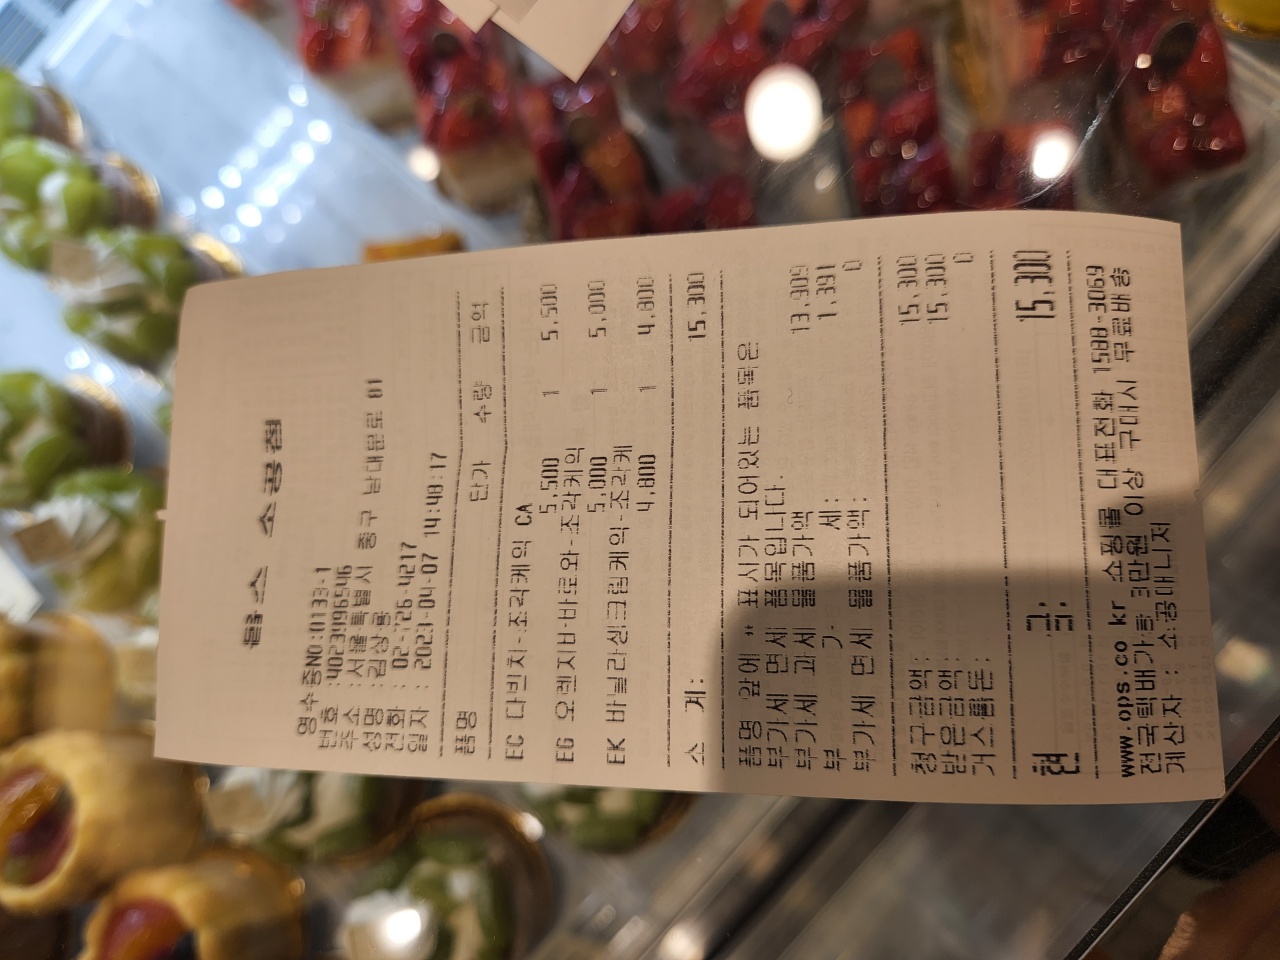 옵스 소공점
영수증NO:0133-1
번호 : 4023496546
주소 : 서울특별시 중구 남대문로 81
성명 : 김상용
전화 : 02-726-4217
일자 : 2023-04-07 14:48:17
품명 단가 수량 금액
EC 다빈치-조각케익 CA
5,500 1 5,500
EG 오렌지바바로와-조각케익
5,000 1 5,000
EK 바닐라싱크림케익-조각케
4,800 1 4,800
소 계: 15,300
품명 앞에 * 표시가 되어있는 품목은
부가세 면세 품목입니다.
부가세 과세 물품가액 13,909
부 가 세: 1,391
부가세 면세 물품가액: 0
청구금액: 15,300
받은금액: 15,300
거스름돈: 0
현 금: 15,300
www.ops.co kr 쇼핑몰 대표전화 1588-3069
전국택배가능 3만원 이상 구매시 무료배송
계산자 : 소공매니저